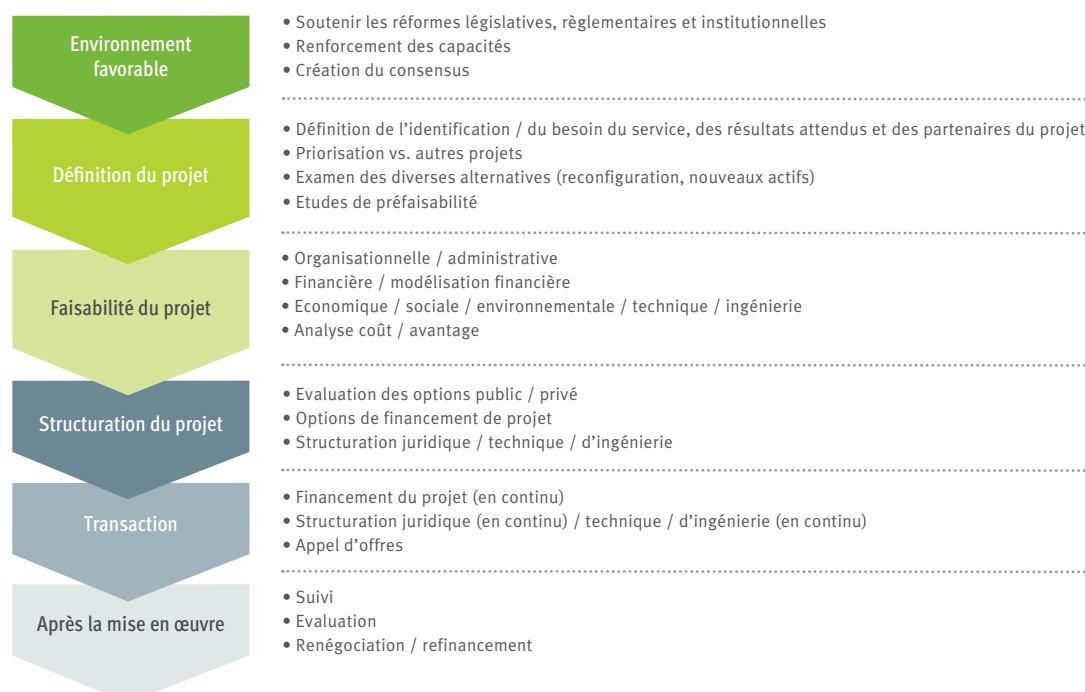 Environnement
favorable
• Soutenir les réformes législatives, règlementaires et institutionnelles
• Renforcement des capacités
• Création du consensus
Définition du projet
• Définition de l’identification / du besoin du service, des résultats attendus et des partenaires du projet
• Priorisation vs. autres projets
• Examen des diverses alternatives (reconfiguration, nouveaux actifs)
• Etudes de préfaisabilité
Faisabilité du projet
• Organisationnelle / administrative
• Financière / modélisation financière
• Economique / sociale / environnementale / technique / ingénierie
• Analyse coût / avantage
Structuration du projet
• Evaluation des options public / privé
• Options de financement de projet
• Structuration juridique / technique / d’ingénierie
Transaction
• Financement du projet (en continu)
• Structuration juridique (en continu) / technique / d’ingénierie (en continu)
• Appel d’offres
Après la mise en œuvre
• Suivi
• Evaluation
• Renégociation / refinancement